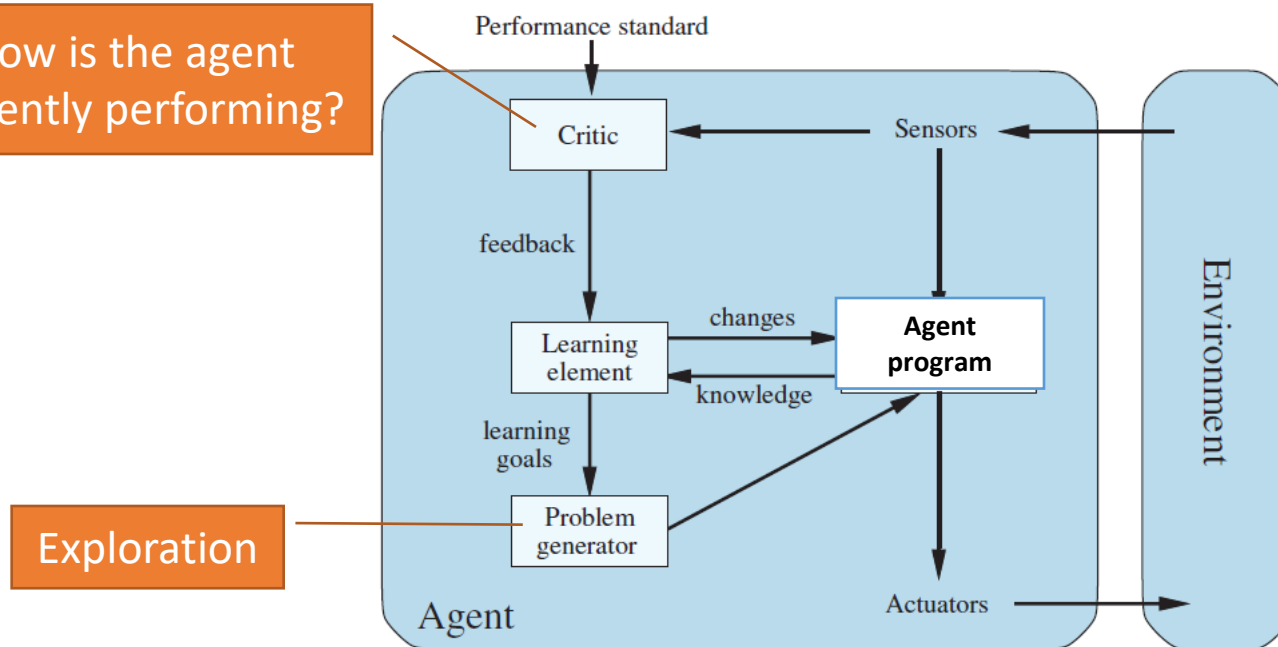 Performance standard
ow is the agent
ently performing?
Critic
Sensors
feedback
Learning
element
changes
knowledge
Agent
program
learning
goals
Problem
generator
Exploration
Agent
Actuators
Environment